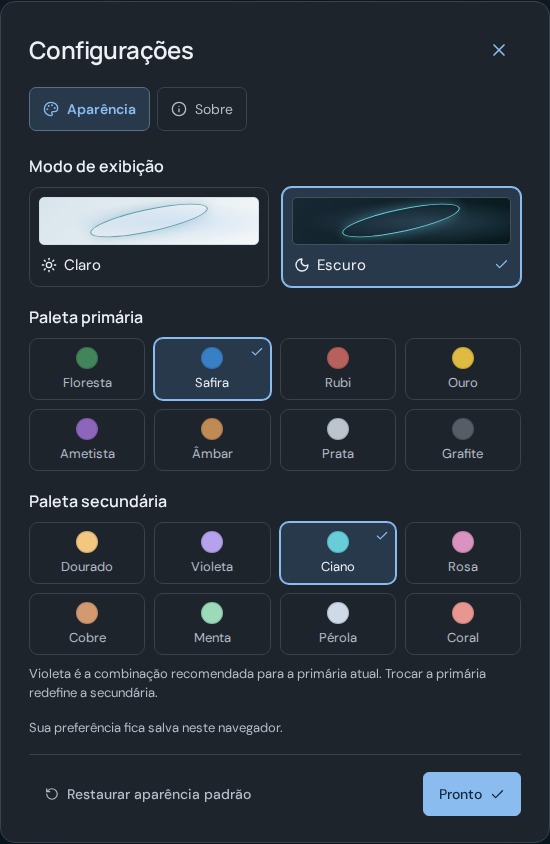 Configurações
Aparência
Sobre
Modo de exibição
Claro
Escuro
Paleta primária
Floresta
Safira
Rubi
Ouro
Ametista
Âmbar
Prata
Grafite
Paleta secundária
Dourado
Violeta
Ciano
Rosa
Cobre
Menta
Pérola
Coral
Violeta é a combinação recomendada para a primária atual. Trocar a primária
redefine a secundária.
Sua preferência fica salva neste navegador.
Restaurar aparência padrão
Pronto